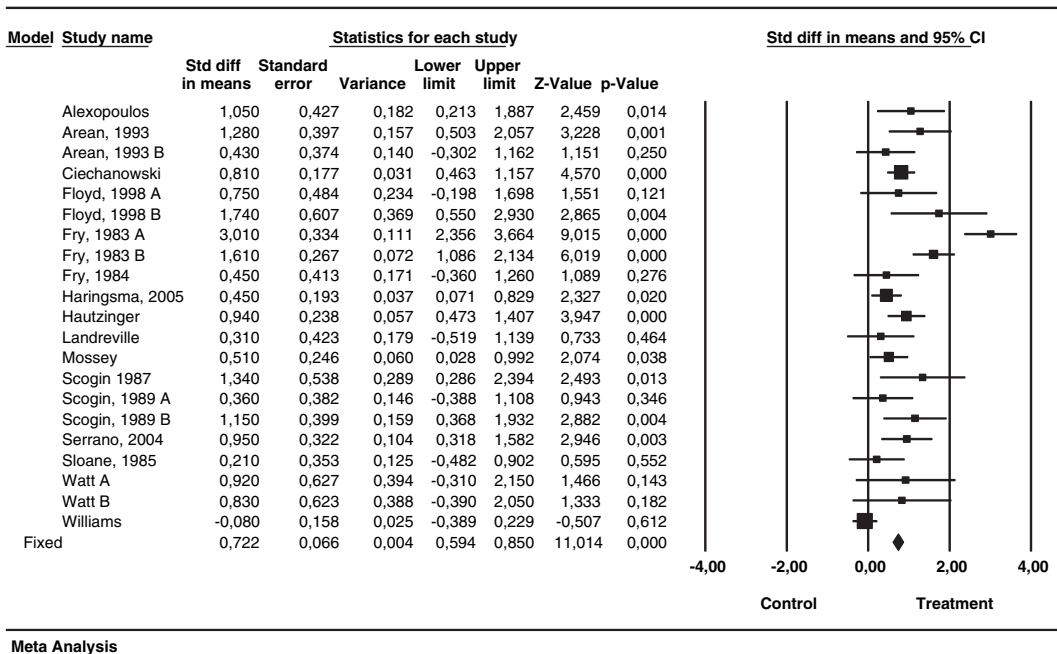 Model Study name Statistics for each study Std diff in means and 95% CI
Std diff Standard Lower Upper
in means error Variance limit limit Z-Value p-Value
Alexopoulos 1,050 0,427 0,182 0,213 1,887 2,459 0,014
Arean, 1993 1,280 0,397 0,157 0,503 2,057 3,228 0,001
Arean, 1993 B 0,430 0,374 0,140 -0,302 1,162 1,151 0,250
Ciechanowski 0,810 0,177 0,031 0,463 1,157 4,570 0,000
Floyd, 1998 A 0,750 0,484 0,234 -0,198 1,698 1,551 0,121
Floyd, 1998 B 1,740 0,607 0,369 0,550 2,930 2,865 0,004
Fry, 1983 A 3,010 0,334 0,111 2,356 3,664 9,015 0,000
Fry, 1983 B 1,610 0,267 0,072 1,086 2,134 6,019 0,000
Fry, 1984 0,450 0,413 0,171 -0,360 1,260 1,089 0,276
Haringsma, 2005 0,450 0,193 0,037 0,071 0,829 2,327 0,020
Hautzinger 0,940 0,238 0,057 0,473 1,407 3,947 0,000
Landreville 0,310 0,423 0,179 -0,519 1,139 0,733 0,464
Mossey 0,510 0,246 0,060 0,028 0,992 2,074 0,038
Scogin 1987 1,340 0,538 0,289 0,286 2,394 2,493 0,013
Scogin, 1989 A 0,360 0,382 0,146 -0,388 1,108 0,943 0,346
Scogin, 1989 B 1,150 0,399 0,159 0,368 1,932 2,882 0,004
Serrano, 2004 0,950 0,322 0,104 0,318 1,582 2,946 0,003
Sloane, 1985 0,210 0,353 0,125 -0,482 0,902 0,595 0,552
Watt A 0,920 0,627 0,394 -0,310 2,150 1,466 0,143
Watt B 0,830 0,623 0,388 -0,390 2,050 1,333 0,182
Williams -0,080 0,158 0,025 -0,389 0,229 -0,507 0,612
Fixed 0,722 0,066 0,004 0,594 0,850 11,014 0,000
-4,00 -2,00 0,00 2,00 4,00
Control Treatment
Meta Analysis